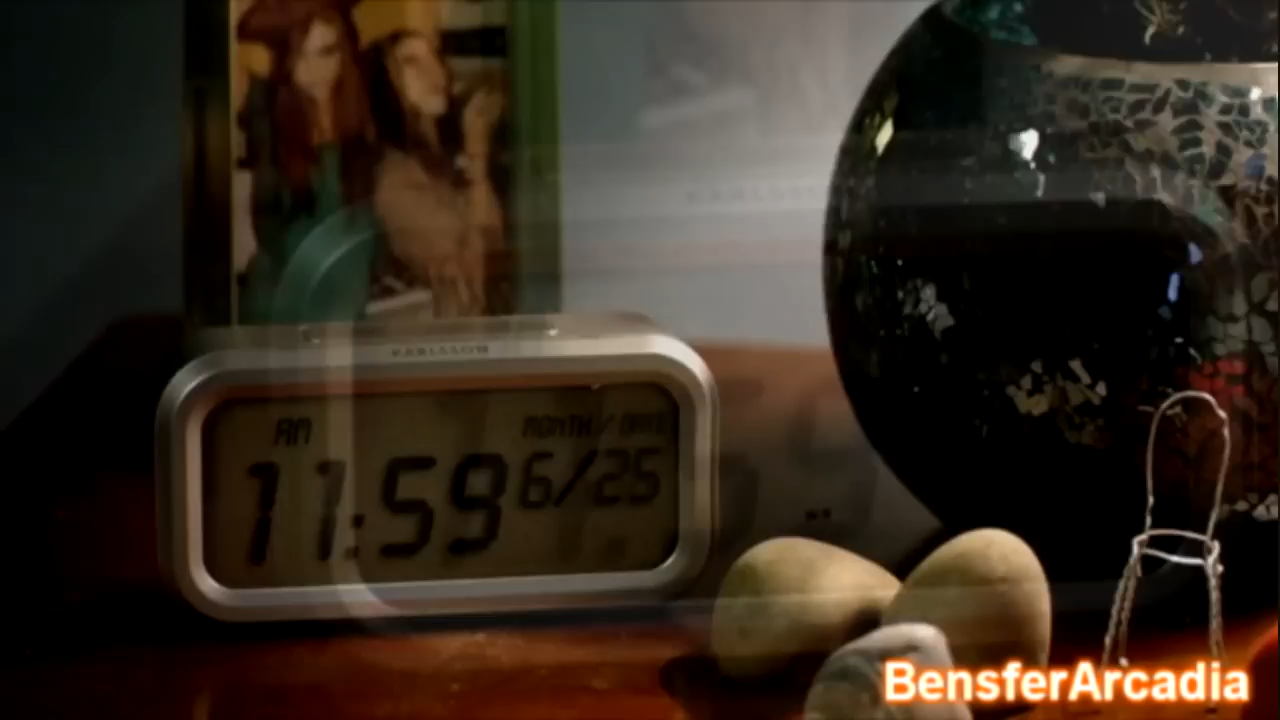 KARLSSON
AM
MONTH / DATE
11:59
6/25
BensferArcadia